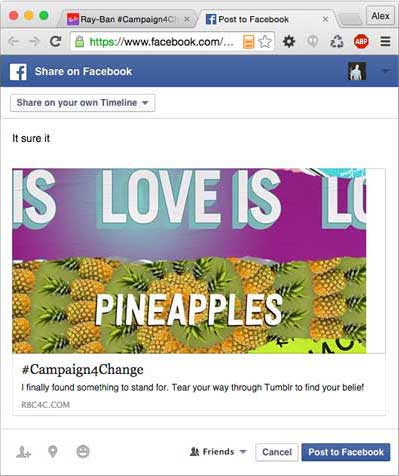 Ray-Ban #Campaign4Change
Post to Facebook
Alex
https://www.facebook.com/...
ABP
f Share on Facebook
Share on your own Timeline
It sure it
IS LOVE IS LO
PINEAPPLES
#Campaign4Change
I finally found something to stand for. Tear your way through Tumblr to find your belief
RBC4C.COM
Friends Cancel Post to Facebook